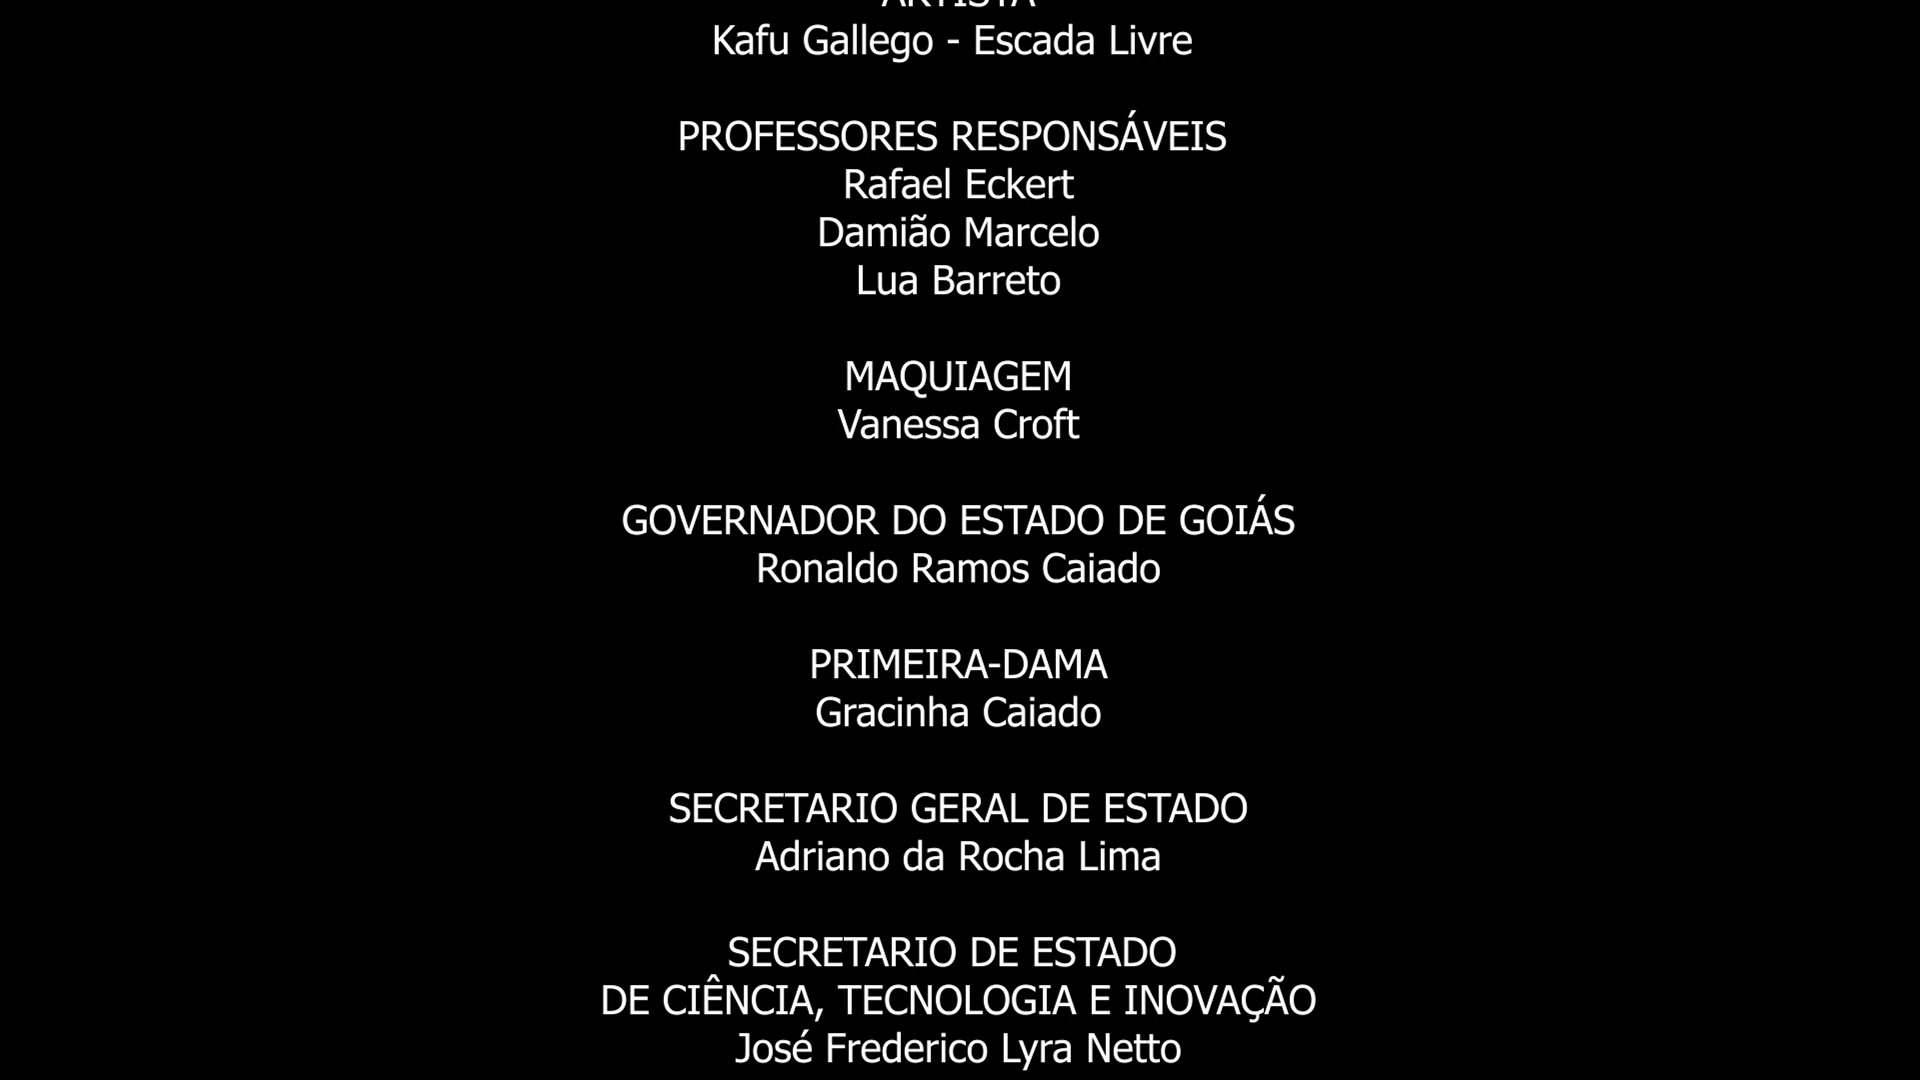 ARTISTA
Kafu Gallego - Escada Livre
PROFESSORES RESPONSÁVEIS
Rafael Eckert
Damião Marcelo
Lua Barreto
MAQUIAGEM
Vanessa Croft
GOVERNADOR DO ESTADO DE GOIÁS
Ronaldo Ramos Caiado
PRIMEIRA-DAMA
Gracinha Caiado
SECRETARIO GERAL DE ESTADO
Adriano da Rocha Lima
SECRETARIO DE ESTADO
DE CIÊNCIA, TECNOLOGIA E INOVAÇÃO
José Frederico Lyra Netto